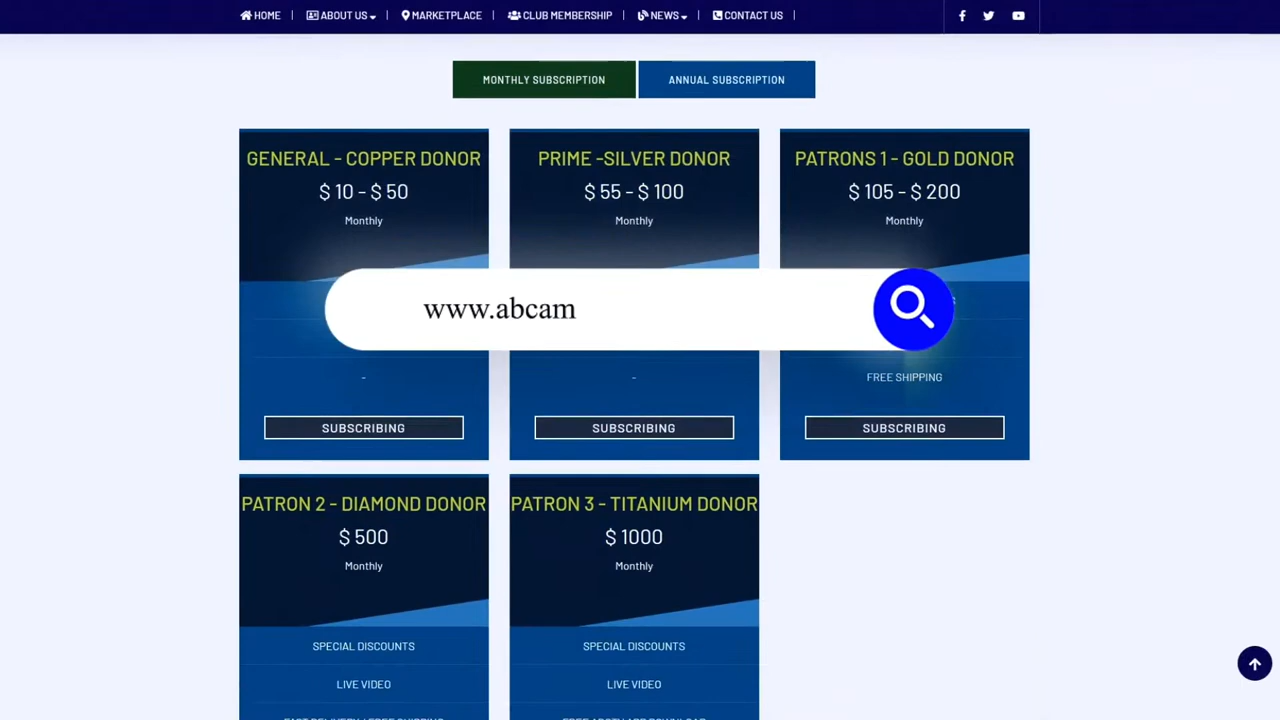 HOME | ABOUT US | MARKETPLACE | CLUB MEMBERSHIP | NEWS | CONTACT US |
MONTHLY SUBSCRIPTION ANNUAL SUBSCRIPTION
GENERAL - COPPER DONOR
$ 10 - $ 50
Monthly
-
SUBSCRIBING
PRIME -SILVER DONOR
$ 55 - $ 100
Monthly
-
SUBSCRIBING
PATRONS 1 - GOLD DONOR
$ 105 - $ 200
Monthly
FREE SHIPPING
SUBSCRIBING
www.abcam
PATRON 2 - DIAMOND DONOR
$ 500
Monthly
SPECIAL DISCOUNTS
LIVE VIDEO
PATRON 3 - TITANIUM DONOR
$ 1000
Monthly
SPECIAL DISCOUNTS
LIVE VIDEO